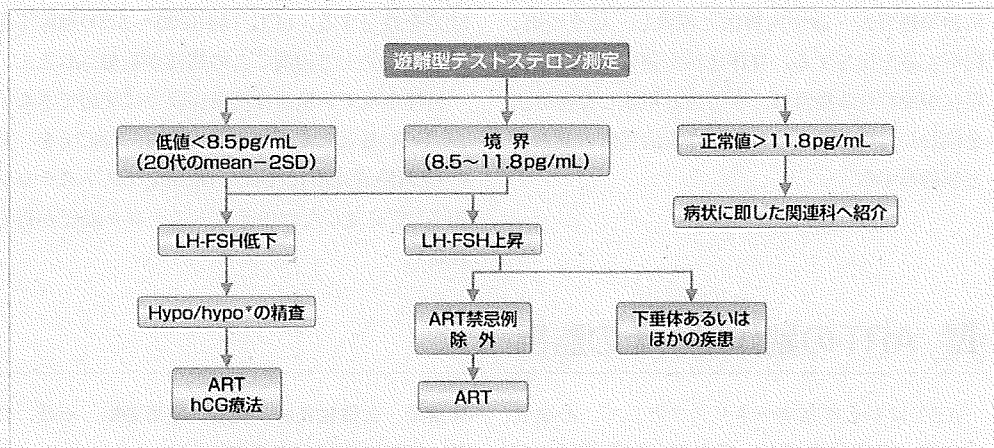 遊離型テストステロン測定
低値<8.5pg/mL
(20代のmean−2SD)
境 界
(8.5〜11.8pg/mL)
正常値>11.8pg/mL
病状に即した関連科へ紹介
LH-FSH低下
LH-FSH上昇
Hypo/hypo*の精査
ART禁忌例
除 外
下垂体あるいは
ほかの疾患
ART
hCG療法
ART